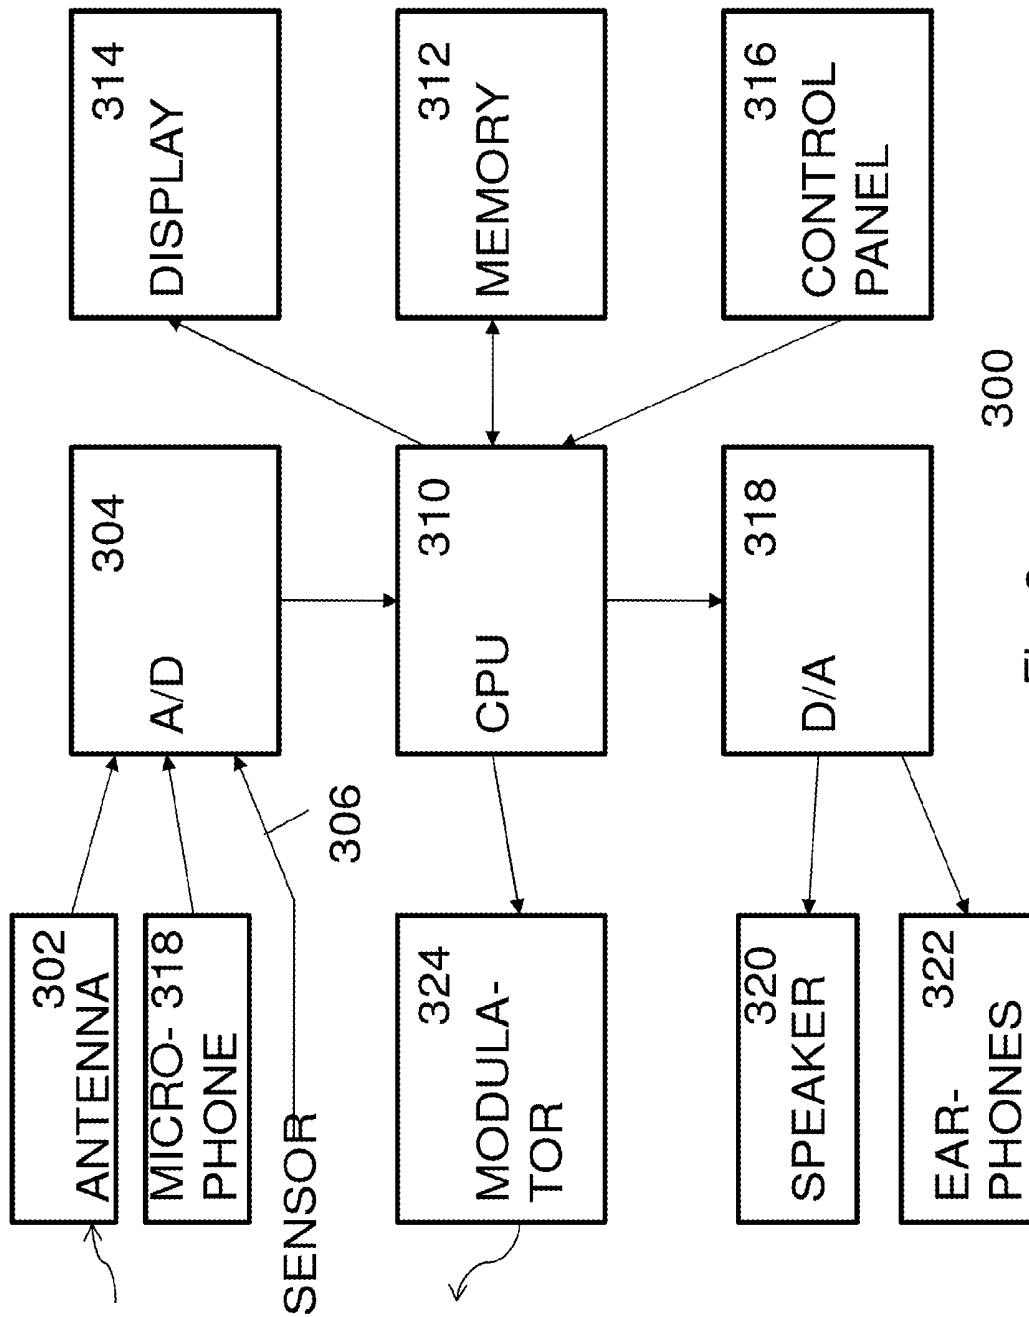 302
ANTENNA
304
A/D
314
DISPLAY
MICRO- 318
PHONE
SENSOR
306
324
MODULA-
TOR
310
CPU
312
MEMORY
320
SPEAKER
318
D/A
316
CONTROL
PANEL
322
EAR-
PHONES
300